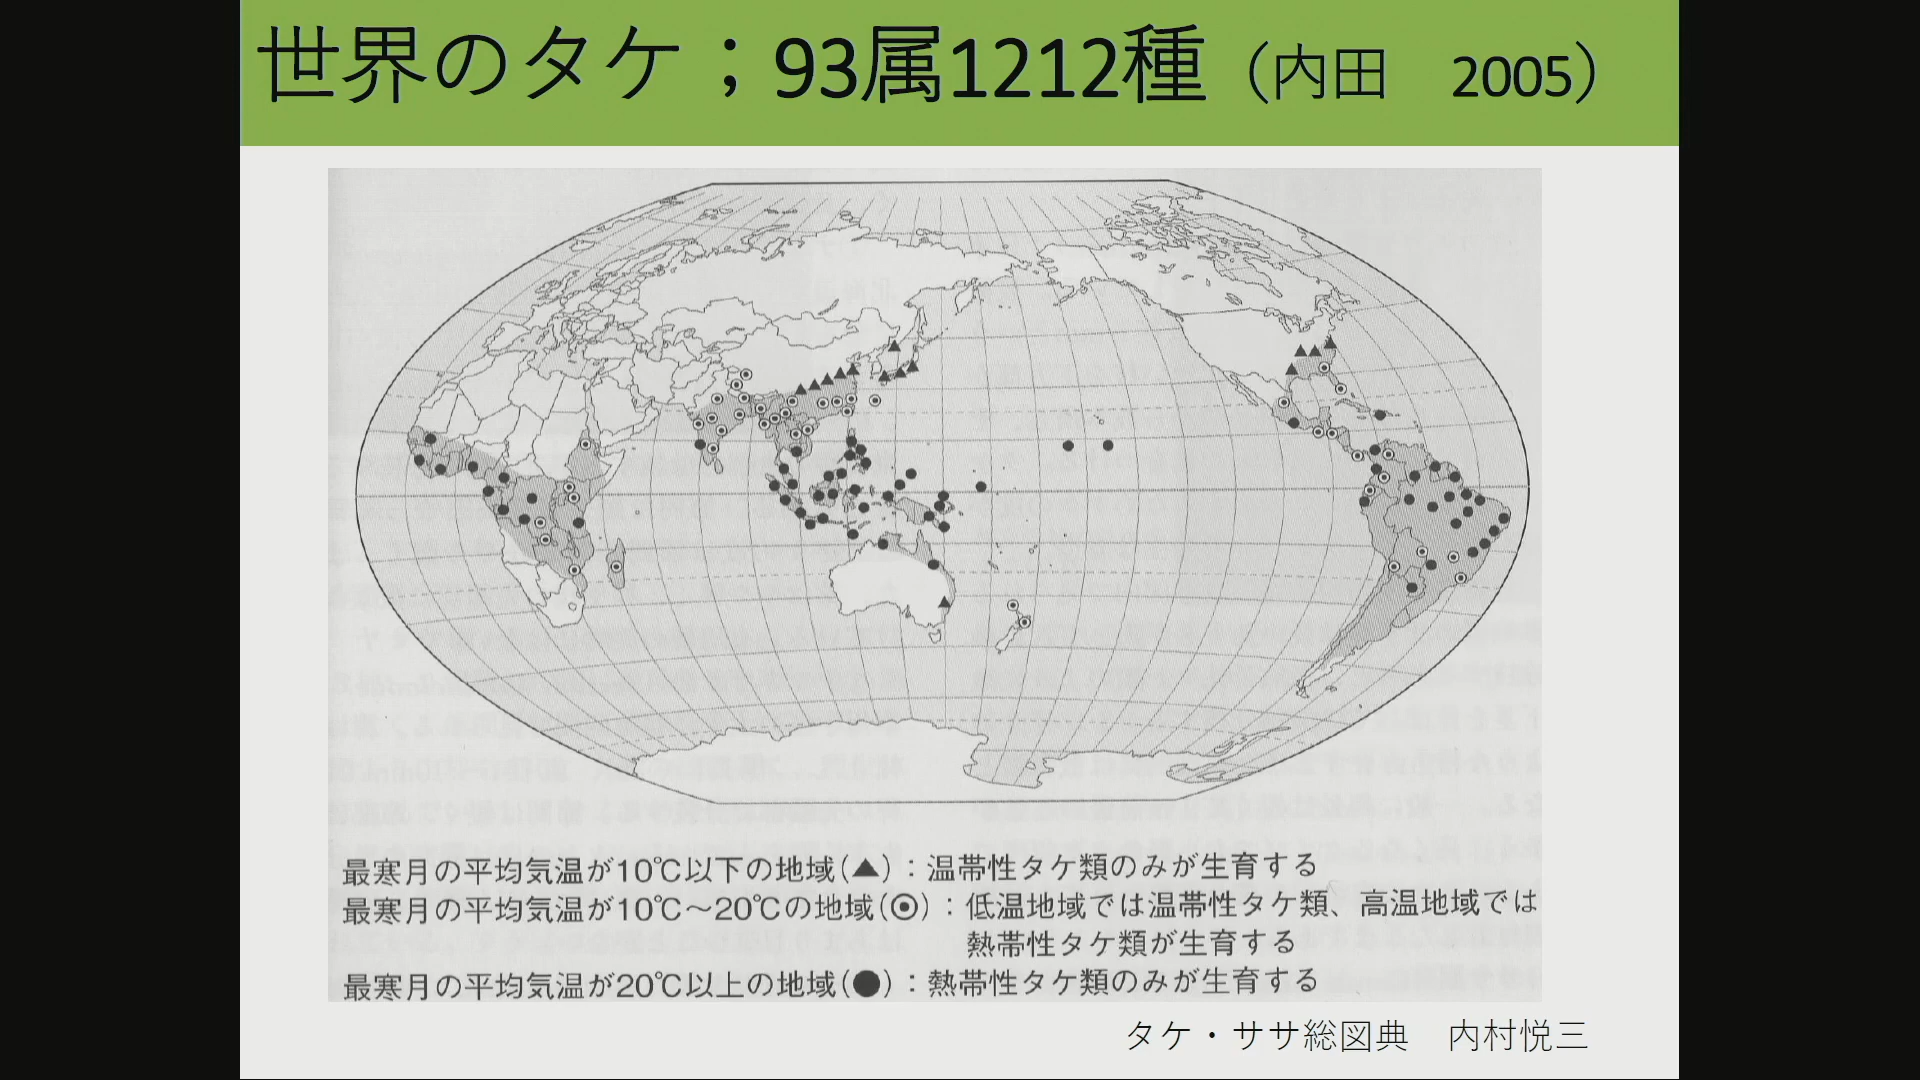 世界のタケ；93属1212種（内田　2005）
最寒月の平均気温が10℃以下の地域(▲)：温帯性タケ類のみが生育する
最寒月の平均気温が10℃～20℃の地域(◉)：低温地域では温帯性タケ類、高温地域では
熱帯性タケ類が生育する
最寒月の平均気温が20℃以上の地域(●)：熱帯性タケ類のみが生育する
タケ・ササ総図典　内村悦三